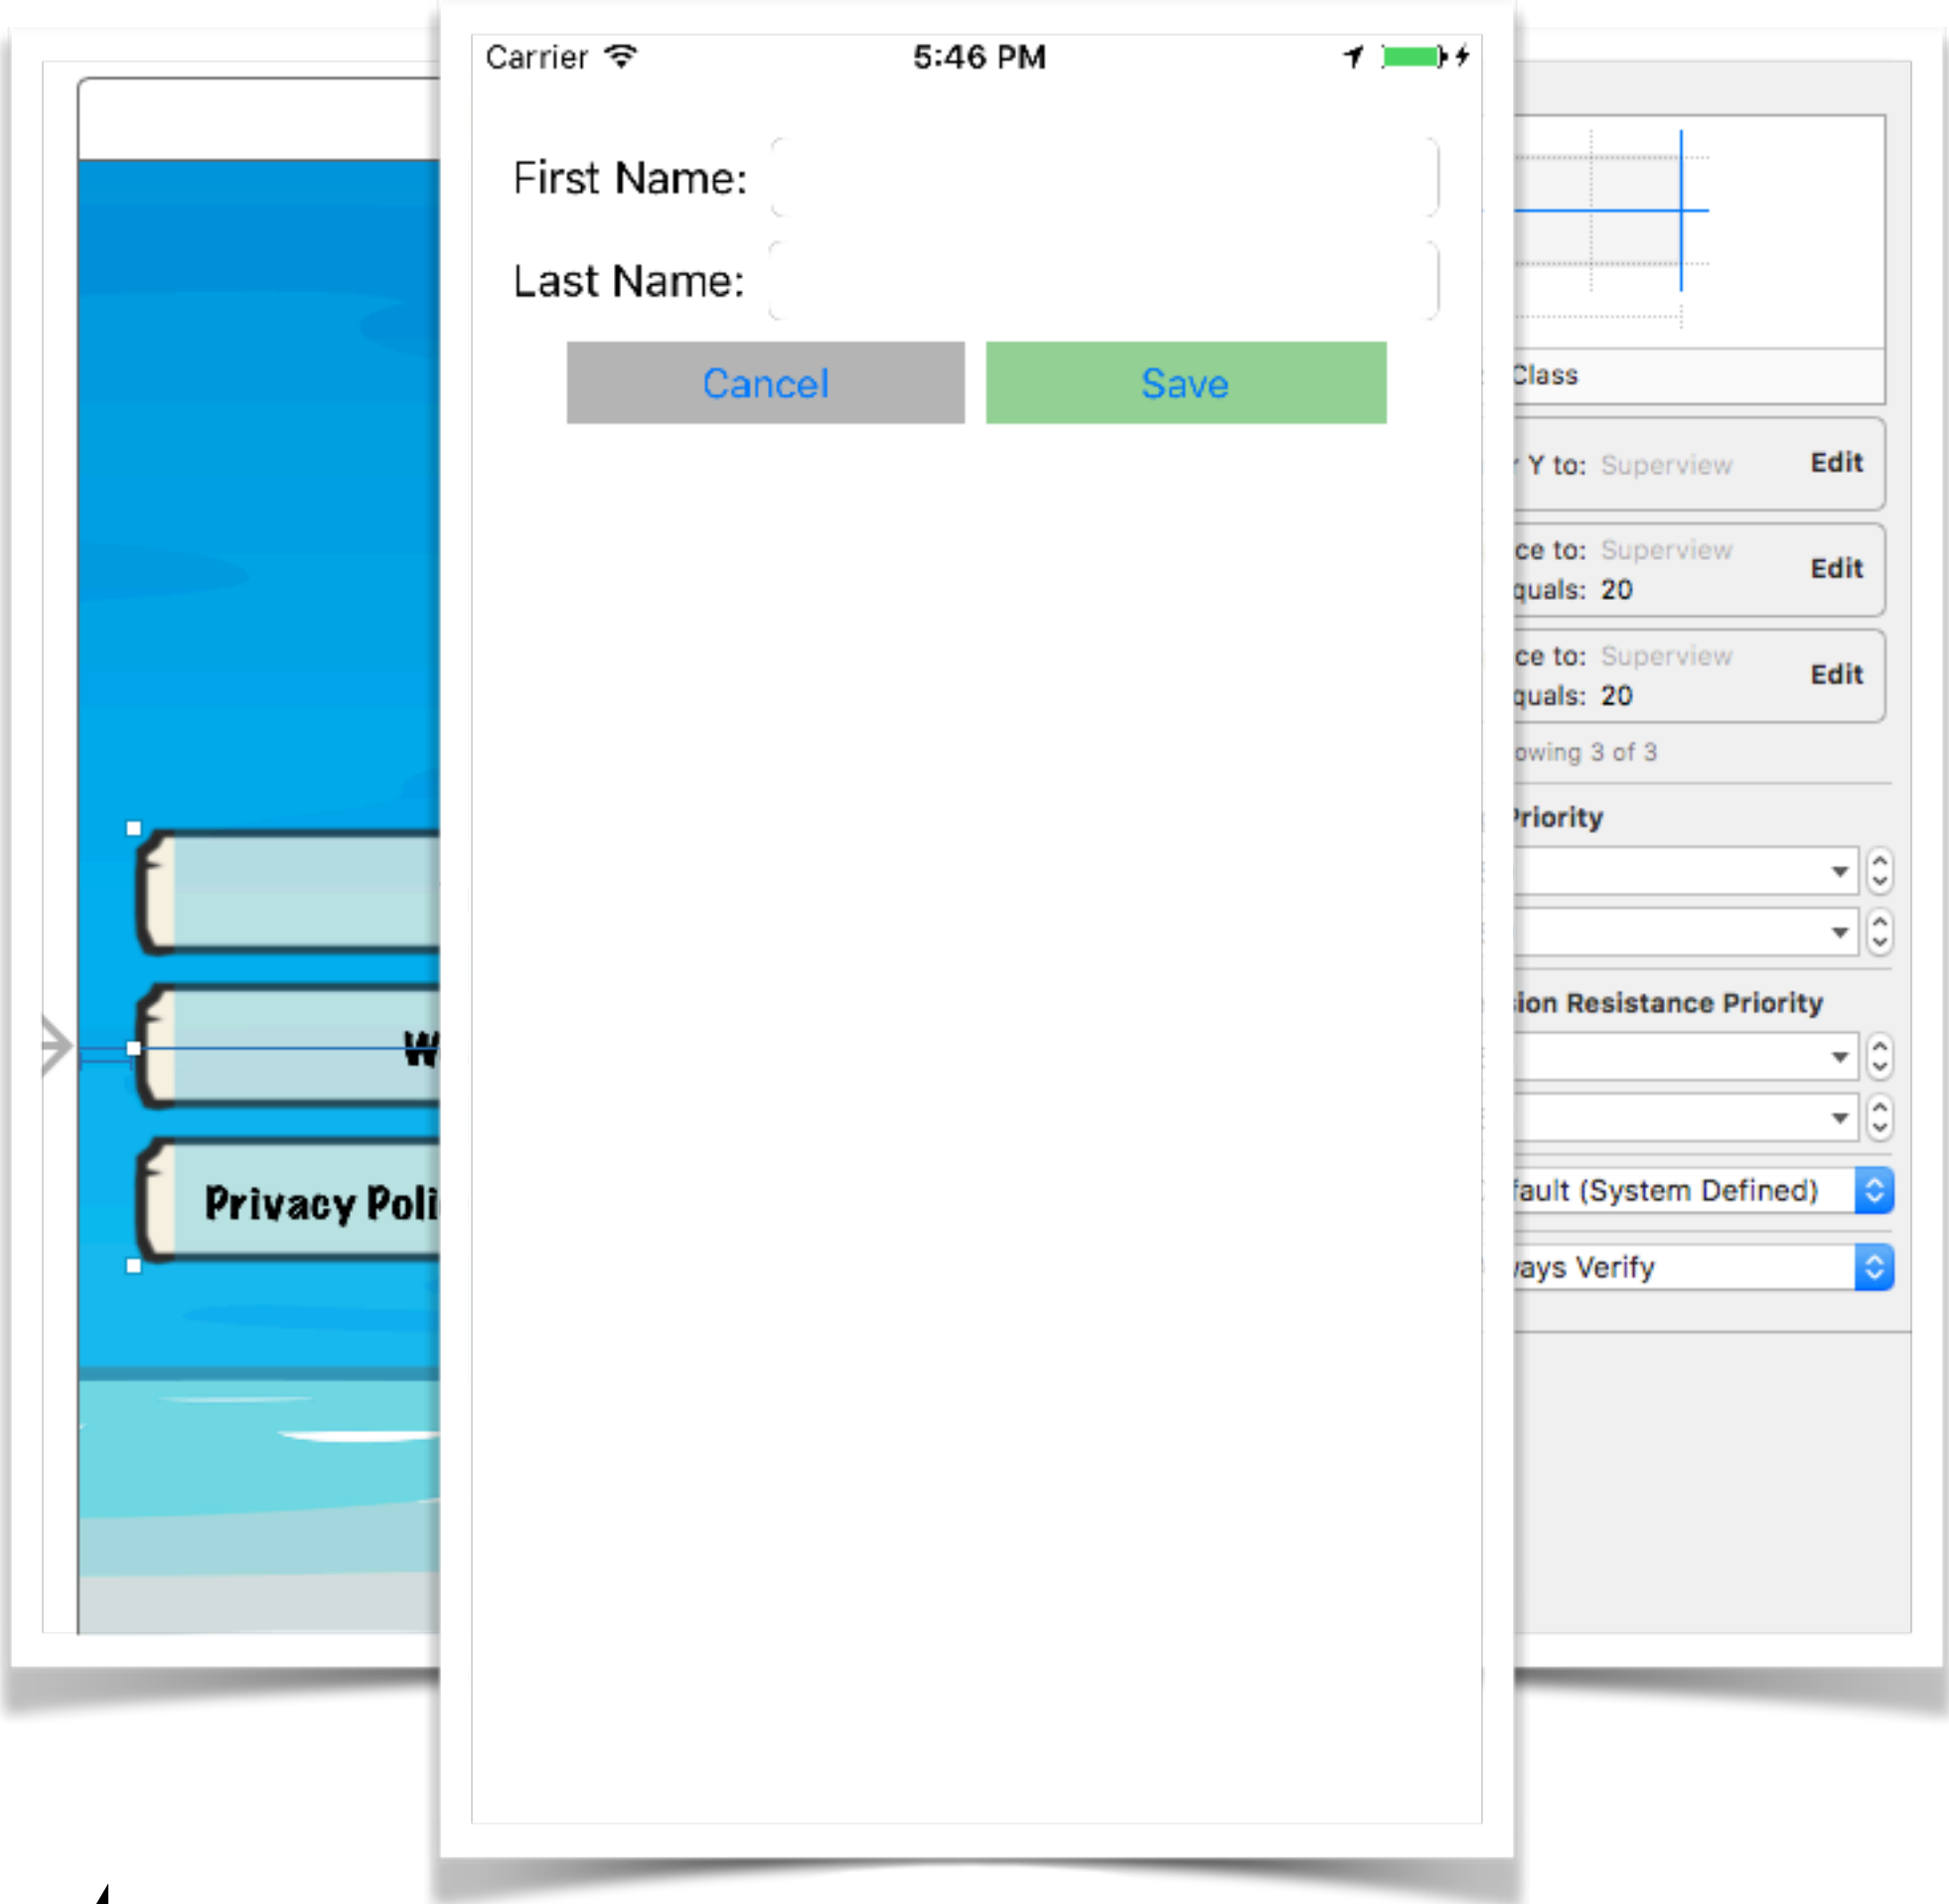 Carrier 5:46 PM
First Name:
Last Name:
Cancel Save
Privacy Poli
Class
Y to: Superview Edit
ce to: Superview
Edit
quals: 20
ce to: Superview
Edit
quals: 20
owing 3 of 3
Priority
sion Resistance Priority
fault (System Defined)
ways Verify